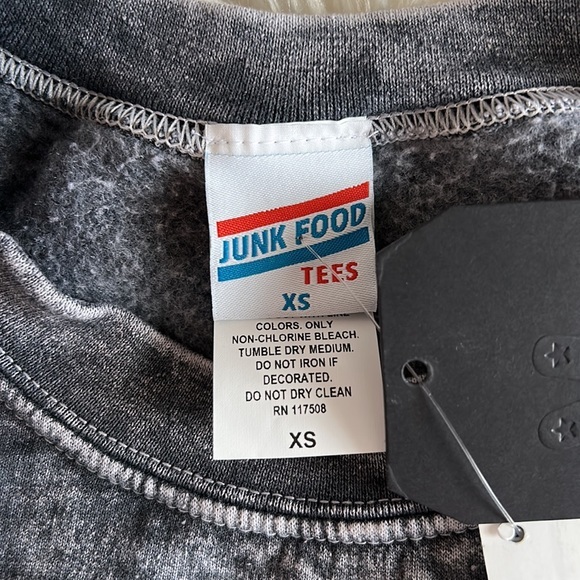 JUNK FOOD
TEES
XS
COLORS. ONLY
NON-CHLORINE BLEACH.
TUMBLE DRY MEDIUM.
DO NOT IRON IF
DECORATED.
DO NOT DRY CLEAN
RN 117508
XS